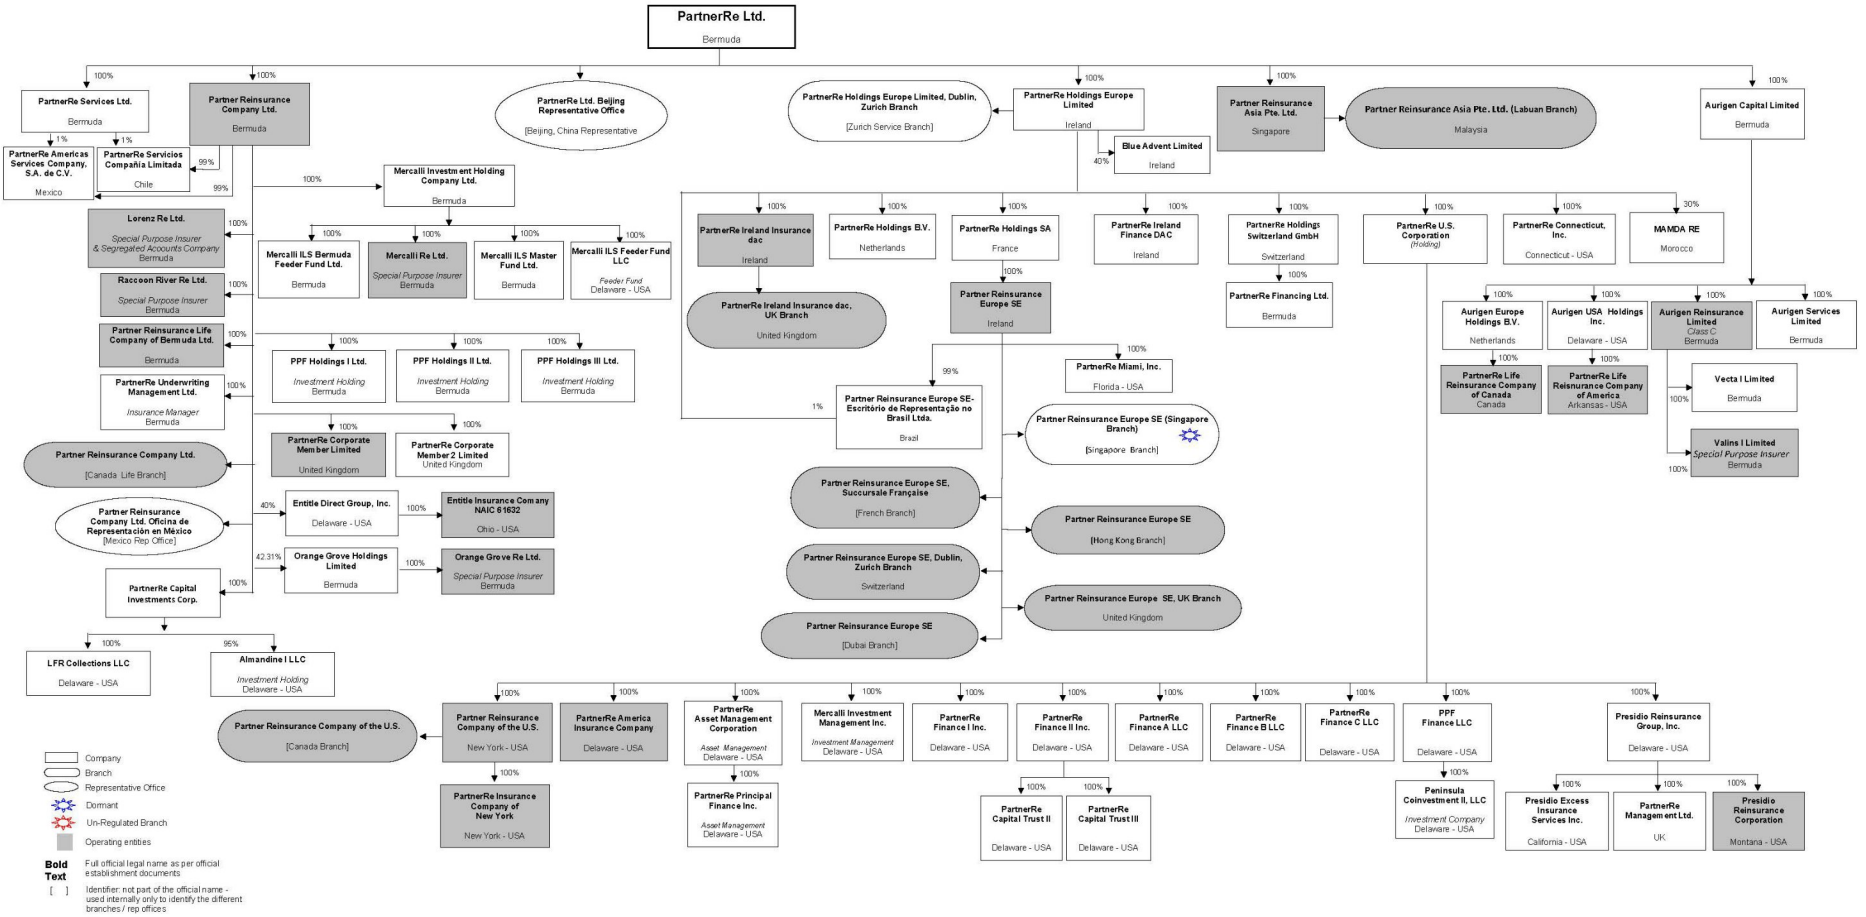 PartnerRe Ltd.
Bermuda
100%
100%
100%
100%
100%
PartnerRe Services Ltd.
Bermuda
Partner Reinsurance
Company Ltd.
Bermuda
PartnerRe Ltd. Beijing
Representative Office
[Beijing, China Representative
PartnerRe Holdings Europe Limited, Dublin,
Zurich Branch
[Zurich Service Branch]
PartnerRe Holdings Europe
Limited
Ireland
Partner Reinsurance
Asia Pte. Ltd.
Singapore
Partner Reinsurance Asia Pte. Ltd. (Labuan Branch)
Malaysia
Aurigen Capital Limited
Bermuda
1%
1%
PartnerRe Americas
Services Company,
S.A. de C.V.
Mexico
PartnerRe Servicios
Compañía Limitada
Chile
99%
99%
40%
Blue Advent Limited
Ireland
100%
Mercalli Investment Holding
Company Ltd.
Bermuda
Lorenz Re Ltd.
Special Purpose Insurer
& Segregated Acounts Company
Bermuda
100%
100%
100%
100%
100%
Mercalli ILS Bermuda
Feeder Fund Ltd.
Bermuda
Mercalli Re Ltd.
Special Purpose Insurer
Bermuda
Mercalli ILS Master
Fund Ltd.
Bermuda
Mercalli ILS Feeder Fund
LLC
Feeder Fund
Delaware - USA
100%
100%
100%
100%
100%
100%
100%
30%
PartnerRe Ireland Insurance
dac
Ireland
PartnerRe Holdings B.V.
Netherlands
PartnerRe Holdings SA
France
PartnerRe Ireland
Finance DAC
Ireland
PartnerRe Holdings
Switzerland GmbH
Switzerland
PartnerRe U.S.
Corporation
(Holding)
PartnerRe Connecticut,
Inc.
Connecticut - USA
MAMDA RE
Morocco
Raccoon River Re Ltd.
Special Purpose Insurer
Bermuda
100%
PartnerRe Ireland Insurance dac,
UK Branch
United Kingdom
100%
Partner Reinsurance
Europe SE
Ireland
100%
PartnerRe Financing Ltd.
Bermuda
100%
100%
100%
100%
Aurigen Europe
Holdings B.V.
Netherlands
Aurigen USA Holdings
Inc.
Delaware - USA
Aurigen Reinsurance
Limited
Class C
Bermuda
Aurigen Services
Limited
Bermuda
Partner Reinsurance Life
Company of Bermuda Ltd.
Bermuda
100%
100%
100%
100%
PPF Holdings I Ltd.
Investment Holding
Bermuda
PPF Holdings II Ltd.
Investment Holding
Bermuda
PPF Holdings III Ltd.
Investment Holding
Bermuda
PartnerRe Underwriting
Management Ltd.
Insurance Manager
Bermuda
100%
99%
100%
PartnerRe Miami, Inc.
Florida - USA
1%
Partner Reinsurance Europe SE-
Escritório de Representação no
Brasil Ltda.
Brazil
100%
100%
PartnerRe Life
Reinsurance Company
of Canada
Canada
PartnerRe Life
Reisnurance Company
of America
Arkansas - USA
100%
Vecta I Limited
Bermuda
100%
Valins I Limited
Special Purpose Insurer
Bermuda
100%
100%
PartnerRe Corporate
Member Limited
United Kingdom
PartnerRe Corporate
Member 2 Limited
United Kingdom
Partner Reinsurance Company Ltd.
[Canada Life Branch]
Partner Reinsurance Europe SE (Singapore
Branch)
[Singapore Branch]
Partner Reinsurance Europe SE,
Succursale Française
[French Branch]
Partner Reinsurance Europe SE
[Hong Kong Branch]
Partner Reinsurance
Company Ltd. Oficina de
Representación en México
[Mexico Rep Office]
40%
Entitle Direct Group, Inc.
Delaware - USA
100%
Entitle Insurance Comany
NAIC 61632
Ohio - USA
42.31%
Orange Grove Holdings
Limited
Bermuda
100%
Orange Grove Re Ltd.
Special Purpose Insurer
Bermuda
Partner Reinsurance Europe SE, Dublin,
Zurich Branch
Switzerland
Partner Reinsurance Europe SE, UK Branch
United Kingdom
Partner Reinsurance Europe SE
[Dubai Branch]
PartnerRe Capital
Investments Corp.
100%
100%
95%
LFR Collections LLC
Delaware - USA
Almandine I LLC
Investment Holding
Delaware - USA
100%
100%
100%
100%
100%
100%
100%
100%
100%
100%
100%
Partner Reinsurance Company of the U.S.
[Canada Branch]
Partner Reinsurance
Company of the U.S.
New York - USA
PartnerRe America
Insurance Company
Delaware - USA
PartnerRe
Asset Management
Corporation
Asset Management
Delaware - USA
Mercalli Investment
Management Inc.
Investment Management
Delaware - USA
PartnerRe
Finance I Inc.
Delaware - USA
PartnerRe
Finance II Inc.
Delaware - USA
PartnerRe
Finance A LLC
Delaware - USA
PartnerRe
Finance B LLC
Delaware - USA
PartnerRe
Finance C LLC
Delaware - USA
PPF
Finance LLC
Delaware - USA
Presidio Reinsurance
Group, Inc.
Delaware - USA
100%
PartnerRe Insurance
Company of
New York
New York - USA
100%
PartnerRe Principal
Finance Inc.
Asset Management
Delaware - USA
100%
100%
PartnerRe
Capital Trust II
Delaware - USA
PartnerRe
Capital Trust III
Delaware - USA
100%
Peninsula
Coinvestment II, LLC
Investment Company
Delaware - USA
100%
100%
100%
Presidio Excess
Insurance
Services Inc.
California - USA
PartnerRe
Management Ltd.
UK
Presidio
Reinsurance
Corporation
Montana - USA
Company
Branch
Representative Office
Dormant
Un-Regulated Branch
Operating entities
Bold
Text
Full official legal name as per official
establishment documents
[ ]
Identifier: not part of the official name -
used internally only to identify the different
branches / rep offices